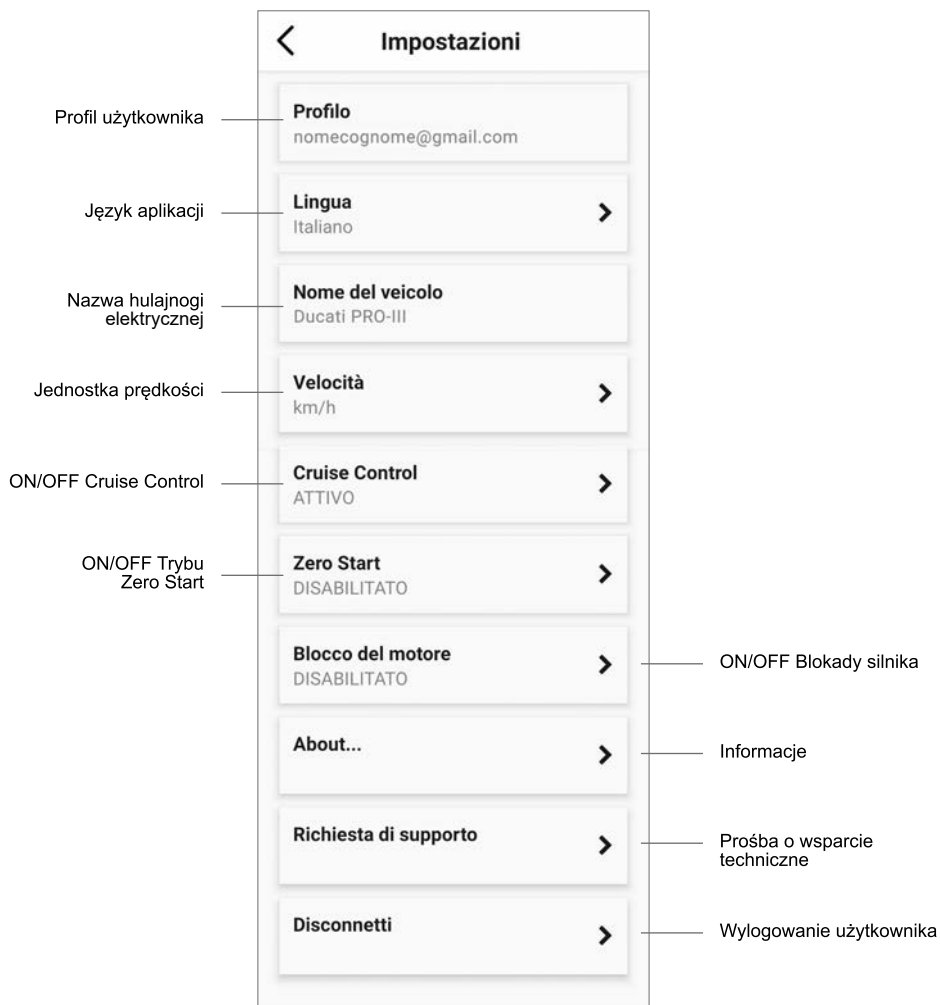 Impostazioni
Profil użytkownika
Profilo
nomecognome@gmail.com
Język aplikacji
Lingua
Italiano
Nazwa hulajnogi
elektrycznej
Nome del veicolo
Ducati PRO-III
Jednostka prędkości
Velocità
km/h
ON/OFF Cruise Control
Cruise Control
ATTIVO
ON/OFF Trybu
Zero Start
Zero Start
DISABILITATO
Blocco del motore
DISABILITATO
ON/OFF Blokady silnika
About...
Informacje
Richiesta di supporto
Prośba o wsparcie
techniczne
Disconnetti
Wylogowanie użytkownika